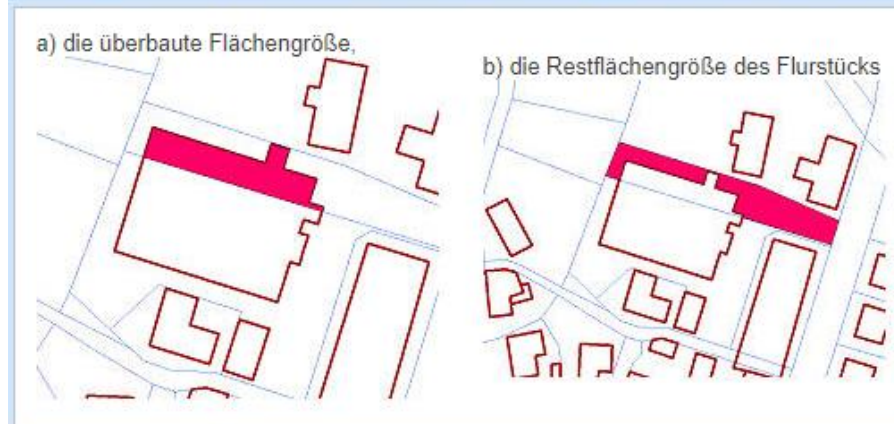 a) die überbaute Flächengröße,
b) die Restflächengröße des Flurstücks